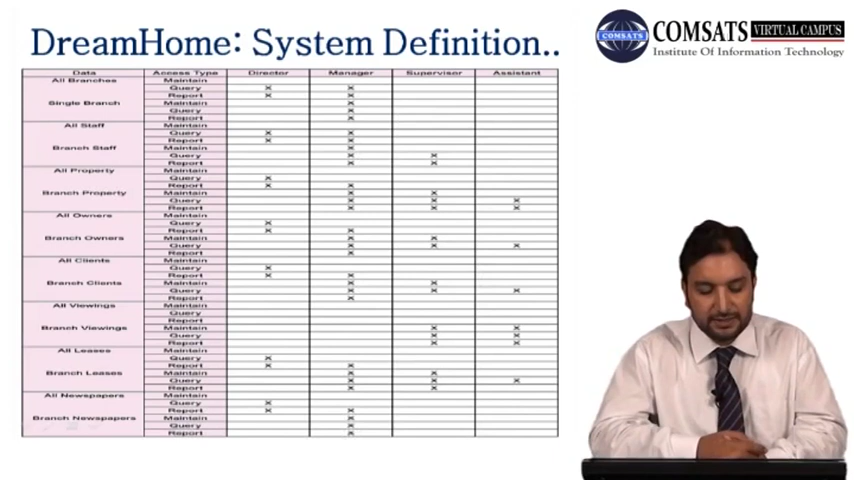 DreamHome: System Definition..
COMSATS
COMSATS VIRTUAL CAMPUS
Institute Of Information Technology
Data Access Type Director Manager Supervisor Assistant
All Branches Maintain
Query X X
Report X X
Single Branch Maintain X
Query X
Report X
All Staff Maintain
Query X X
Report X X
Branch Staff Maintain X
Query X X
Report X X
All Property Maintain
Query X
Report X X
Branch Property Maintain X X
Query X X X
Report X X X
All Owners Maintain
Query X
Report X X
Branch Owners Maintain X X
Query X X X
Report X
All Clients Maintain
Query X
Report X X
Branch Clients Maintain X X
Query X X X
Report X
All Viewings Maintain
Query
Report
Branch Viewings Maintain X X
Query X X
Report X X
All Leases Maintain
Query X
Report X X
Branch Leases Maintain X X
Query X X X
Report X X
All Newspapers Maintain
Query X
Report X X
Branch Newspapers Maintain X
Query X
Report X